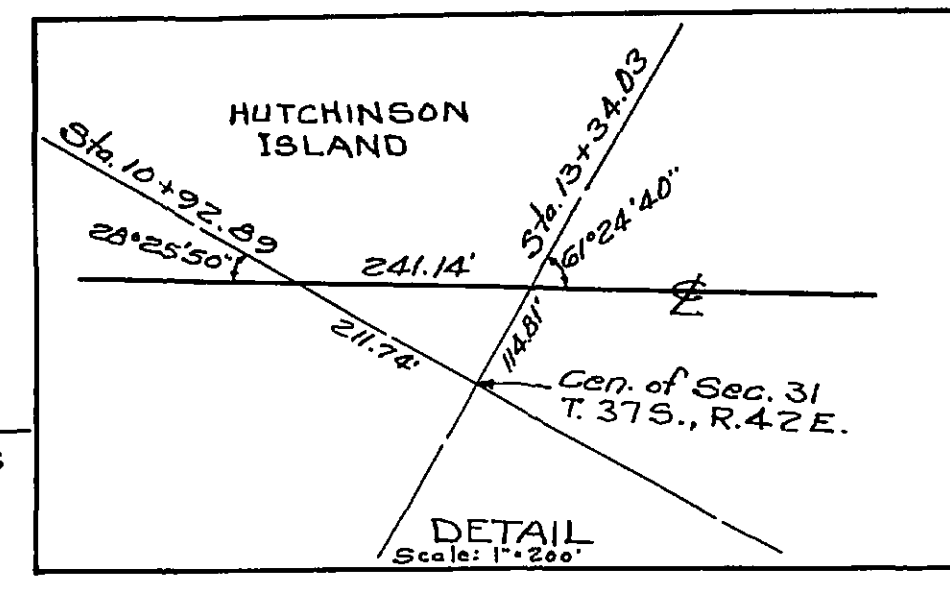 HUTCHINSON
ISLAND
Sta. 10+92.89
Sta. 13+34.03
28°25'50"
61°24'40"
241.14'
℄
211.74'
114.81'
Cen. of Sec. 31
T. 37S., R.42E.
DETAIL
Scale: 1"=200'
S